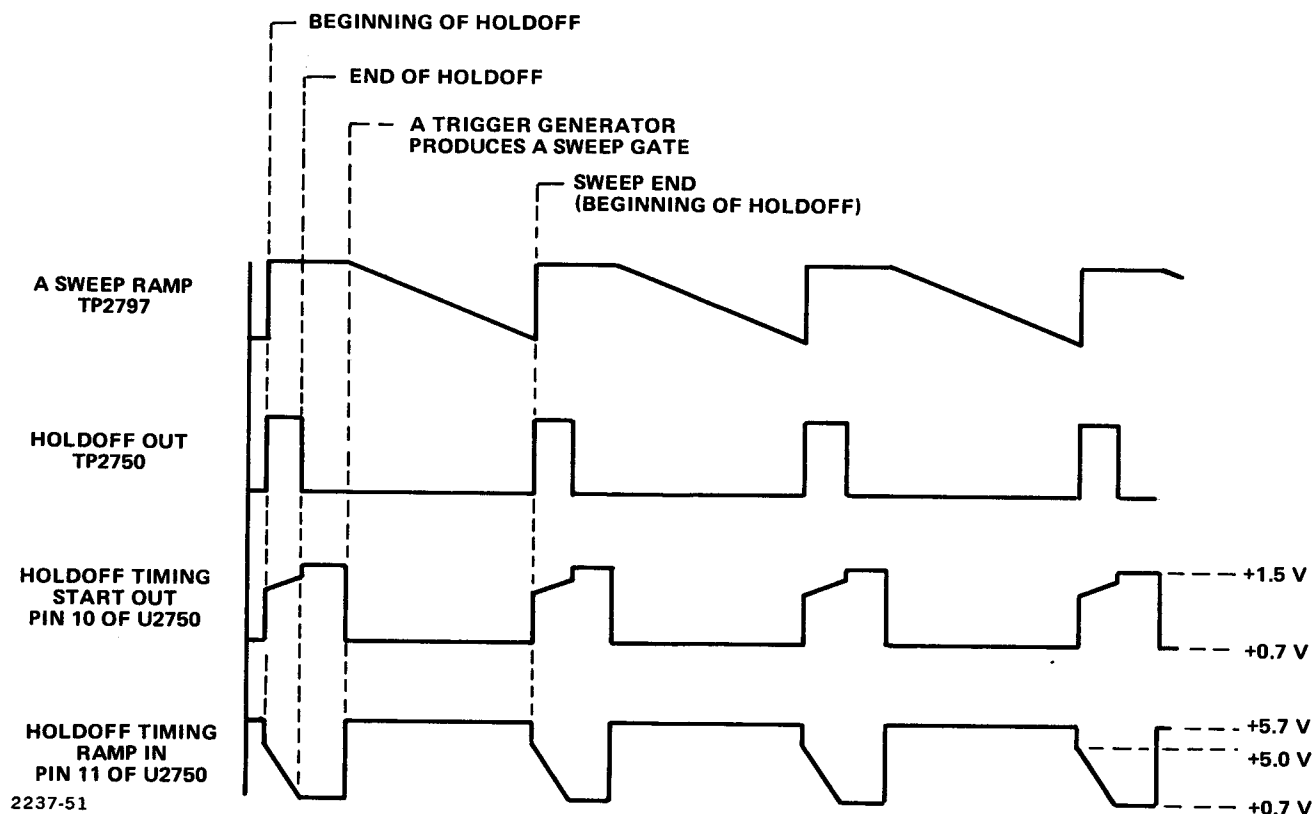 BEGINNING OF HOLDOFF
END OF HOLDOFF
A TRIGGER GENERATOR
PRODUCES A SWEEP GATE
SWEEP END
(BEGINNING OF HOLDOFF)
A SWEEP RAMP
TP2797
HOLDOFF OUT
TP2750
HOLDOFF TIMING
START OUT
PIN 10 OF U2750
+1.5 V
+0.7 V
HOLDOFF TIMING
RAMP IN
PIN 11 OF U2750
+5.7 V
+5.0 V
+0.7 V
2237-51